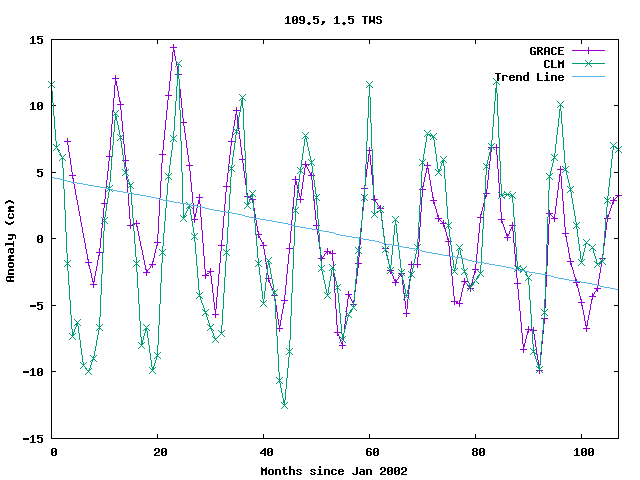 109.5, 1.5 TWS
GRACE
CLM
Trend Line
15
10
5
0
-5
-10
-15
Anomaly (cm)
0 20 40 60 80 100
Months since Jan 2002